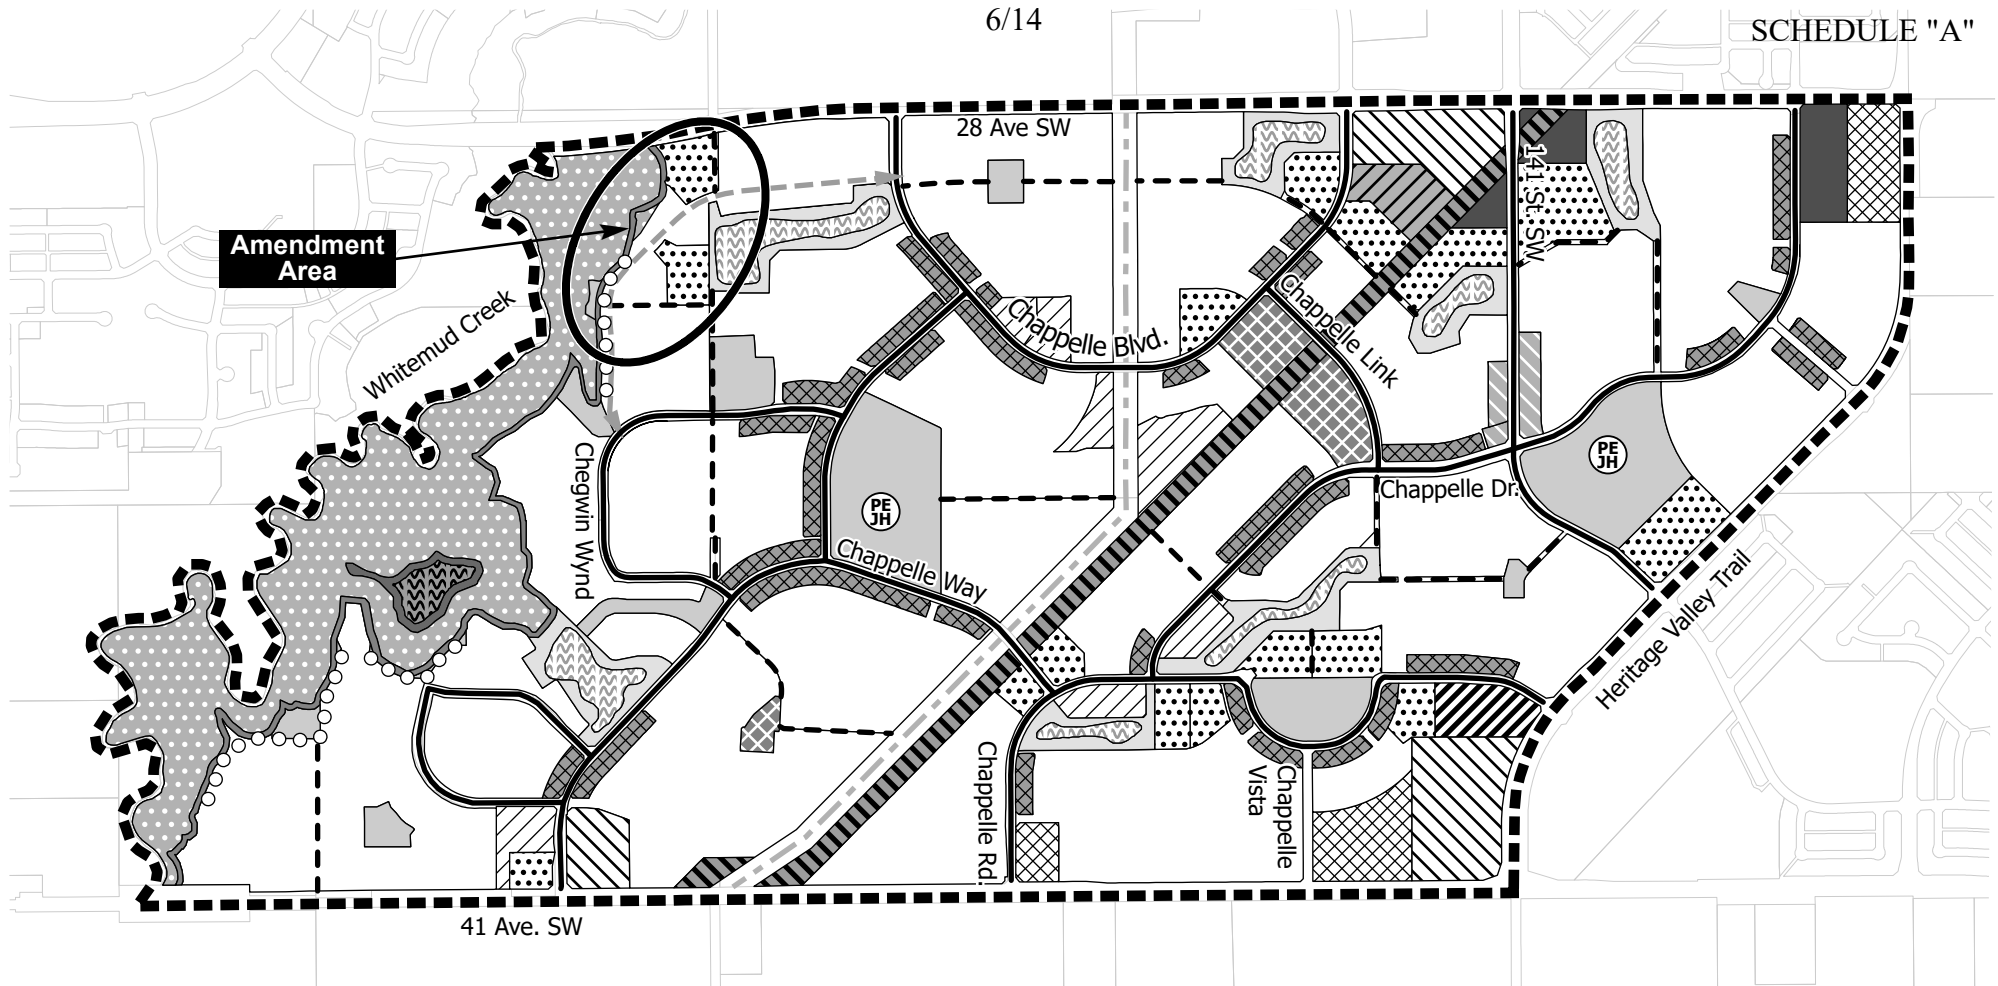 6/14
SCHEDULE "A"
28 Ave SW
141 St SW
Amendment
Area
Whitemud Creek
Chappelle Blvd.
Chappelle Link
PE
JH
PE
JH
Chegwin Wynd
Chappelle Dr.
Chappelle Way
Heritage Valley Trail
Chappelle Rd.
Chappelle
Vista
41 Ave. SW